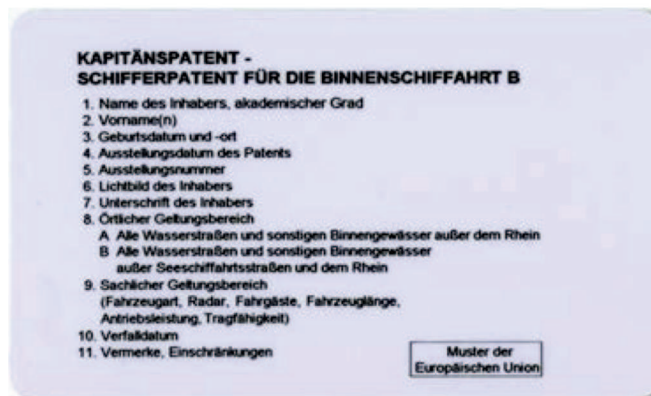 KAPITÄNSPATENT -
SCHIFFERPATENT FÜR DIE BINNENSCHIFFAHRT B
1. Name des Inhabers, akademischer Grad
2. Vorname(n)
3. Geburtsdatum und -ort
4. Ausstellungsdatum des Patents
5. Ausstellungsnummer
6. Lichtbild des Inhabers
7. Unterschrift des Inhabers
8. Örtlicher Geltungsbereich
A Alle Wasserstraßen und sonstigen Binnengewässer außer dem Rhein
B Alle Wasserstraßen und sonstigen Binnengewässer
außer Seeschiffahrtsstraßen und dem Rhein
9. Sachlicher Geltungsbereich
(Fahrzeugart, Radar, Fahrgäste, Fahrzeuglänge,
Antriebsleistung, Tragfähigkeit)
10. Verfalldatum
11. Vermerke, Einschränkungen
Muster der
Europäischen Union